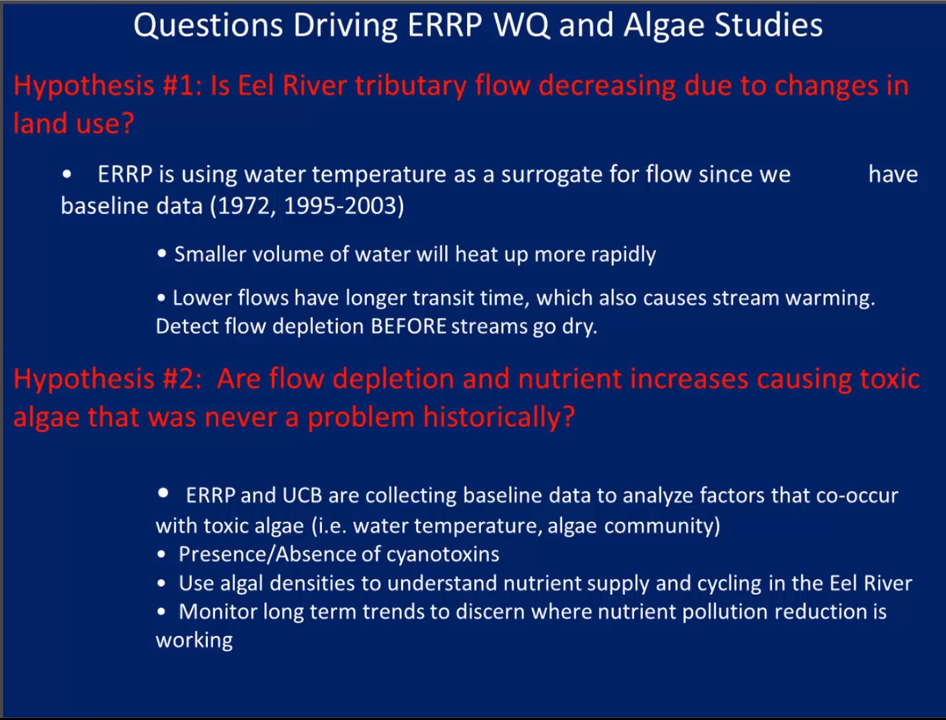 Questions Driving ERRP WQ and Algae Studies
Hypothesis #1: Is Eel River tributary flow decreasing due to changes in
land use?
• ERRP is using water temperature as a surrogate for flow since we have
baseline data (1972, 1995-2003)
• Smaller volume of water will heat up more rapidly
• Lower flows have longer transit time, which also causes stream warming.
Detect flow depletion BEFORE streams go dry.
Hypothesis #2: Are flow depletion and nutrient increases causing toxic
algae that was never a problem historically?
• ERRP and UCB are collecting baseline data to analyze factors that co-occur
with toxic algae (i.e. water temperature, algae community)
• Presence/Absence of cyanotoxins
• Use algal densities to understand nutrient supply and cycling in the Eel River
• Monitor long term trends to discern where nutrient pollution reduction is
working